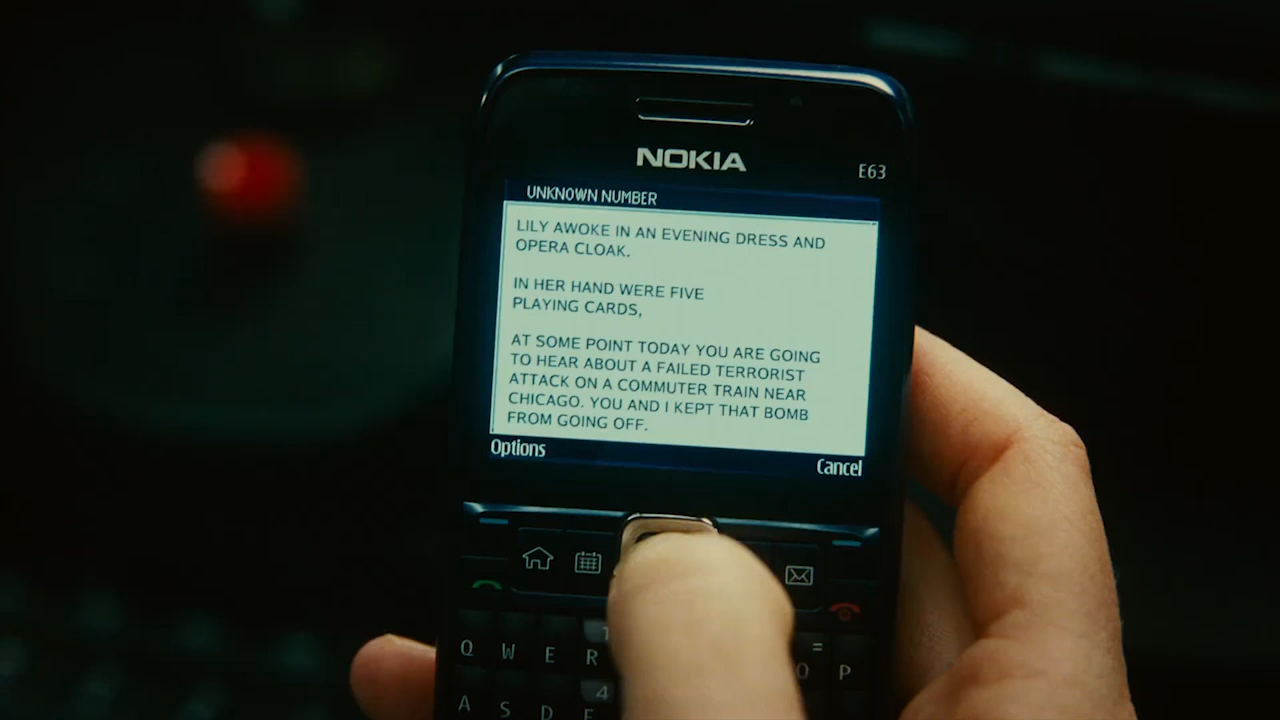 NOKIA
E63
UNKNOWN NUMBER
LILY AWOKE IN AN EVENING DRESS AND
OPERA CLOAK.
IN HER HAND WERE FIVE
PLAYING CARDS,
AT SOME POINT TODAY YOU ARE GOING
TO HEAR ABOUT A FAILED TERRORIST
ATTACK ON A COMMUTER TRAIN NEAR
CHICAGO. YOU AND I KEPT THAT BOMB
FROM GOING OFF.
Options
Cancel
1
=
Q W E R O P
4
A S D F